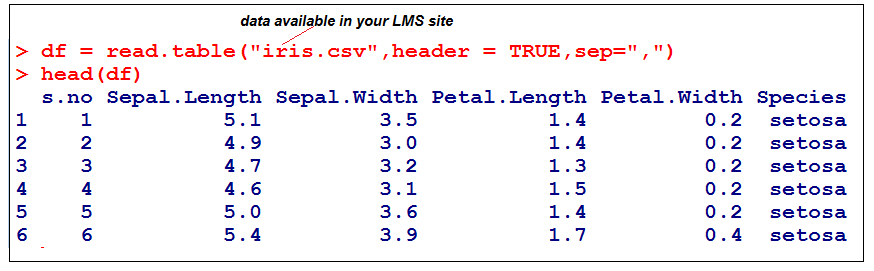 data available in your LMS site
> df = read.table("iris.csv",header = TRUE,sep=",")
> head(df)
s.no Sepal.Length Sepal.Width Petal.Length Petal.Width Species
1 1 5.1 3.5 1.4 0.2 setosa
2 2 4.9 3.0 1.4 0.2 setosa
3 3 4.7 3.2 1.3 0.2 setosa
4 4 4.6 3.1 1.5 0.2 setosa
5 5 5.0 3.6 1.4 0.2 setosa
6 6 5.4 3.9 1.7 0.4 setosa